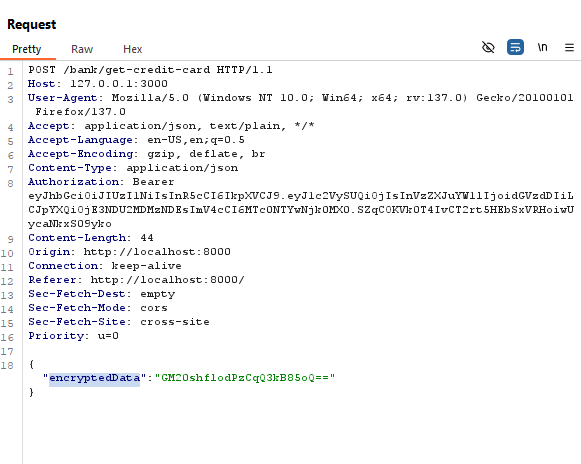 Request
Pretty Raw Hex \n
1 POST /bank/get-credit-card HTTP/1.1
2 Host: 127.0.0.1:3000
3 User-Agent: Mozilla/5.0 (Windows NT 10.0; Win64; x64; rv:137.0) Gecko/20100101
Firefox/137.0
4 Accept: application/json, text/plain, */*
5 Accept-Language: en-US,en;q=0.5
6 Accept-Encoding: gzip, deflate, br
7 Content-Type: application/json
8 Authorization: Bearer
eyJhbGciOiJIUzI1NiIsInR5cCI6IkpXVCJ9.eyJ1c2VySUQiOjIsInVzZXJuYW1lIjoidGVzdDIiL
CJpYXQiOjE3NDU2MDMzNDEsImV4cCI6MTc0NTYwNjk0MX0.SZqC0KVk0T4IvCT2rt5HEbSxVRHoiwU
ycaNkxS09yko
9 Content-Length: 44
10 Origin: http://localhost:8000
11 Connection: keep-alive
12 Referer: http://localhost:8000/
13 Sec-Fetch-Dest: empty
14 Sec-Fetch-Mode: cors
15 Sec-Fetch-Site: cross-site
16 Priority: u=0
17
18 {
"encryptedData":"GM20shflodPzCqQ3kB85oQ=="
}